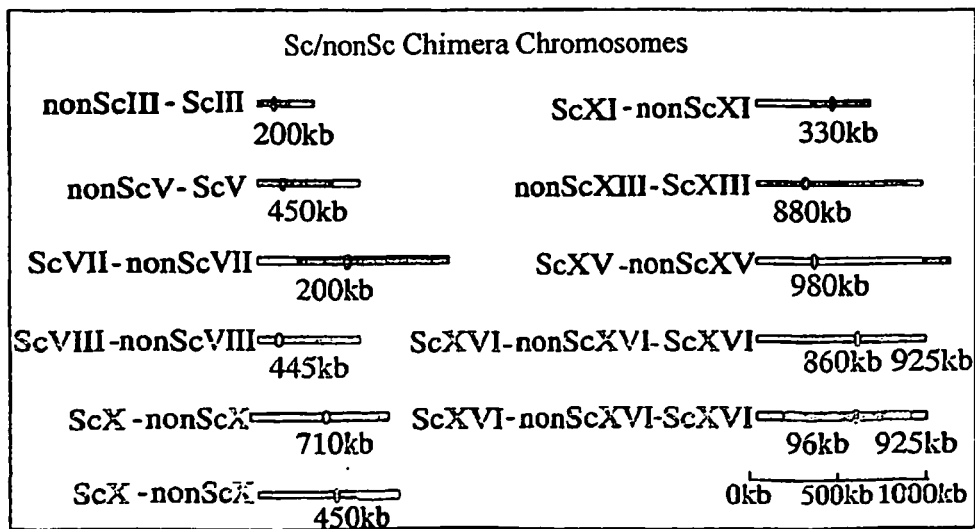 Sc/nonSc Chimera Chromosomes
nonScIII - ScIII
200kb
nonScV - ScV
450kb
ScVII - nonScVII
200kb
ScVIII - nonScVIII
445kb
ScX - nonScX
710kb
ScX - nonScX
450kb
ScXI - nonScXI
330kb
nonScXIII - ScXIII
880kb
ScXV - nonScXV
980kb
ScXVI - nonScXVI - ScXVI
860kb 925kb
ScXVI - nonScXVI - ScXVI
96kb 925kb
0kb 500kb 1000kb